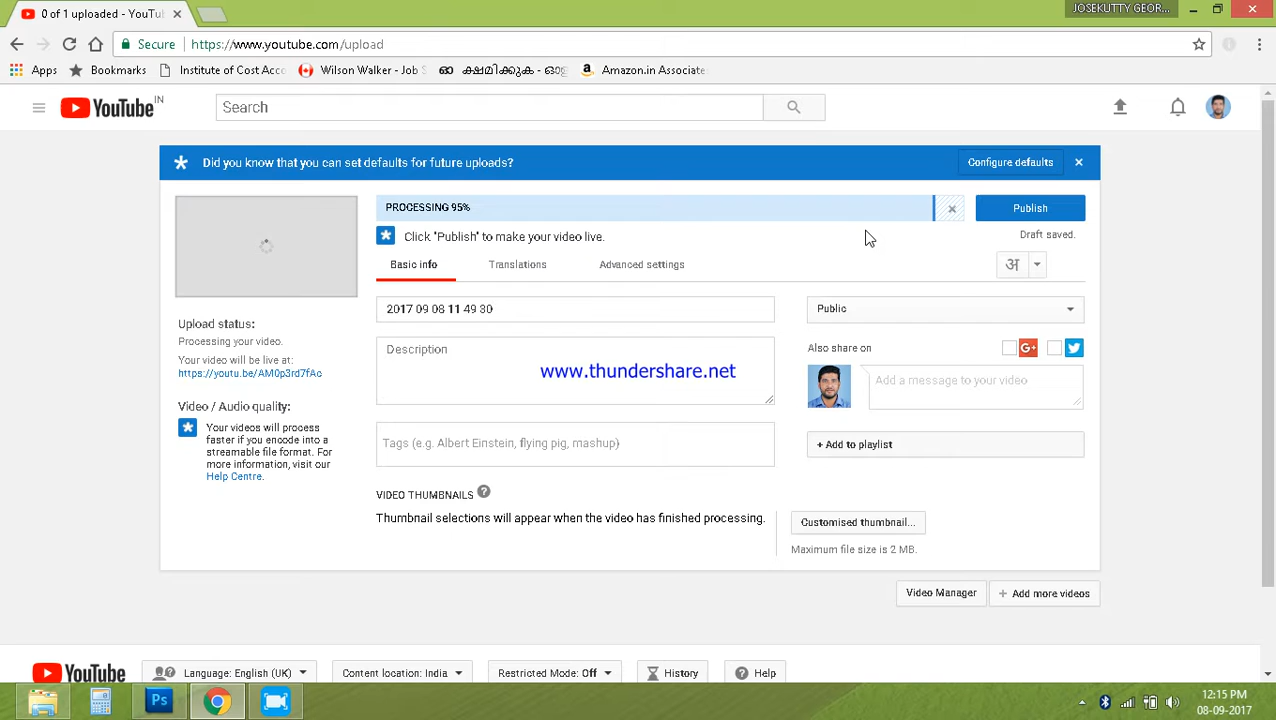 0 of 1 uploaded - YouTu
JOSEKUTTY GEOR...
Secure https://www.youtube.com/upload
Apps Bookmarks Institute of Cost Acco Wilson Walker - Job S ഓ ക്ഷമിക്കുക - ഓള Amazon.in Associate
YouTube IN
Search
Did you know that you can set defaults for future uploads?
Configure defaults
PROCESSING 95%
Publish
Click "Publish" to make your video live.
Draft saved.
Basic info Translations Advanced settings
अ
2017 09 08 11 49 30
Public
Upload status:
Processing your video.
Your video will be live at:
https://youtu.be/AM0p3rd7fAc
Description
www.thundershare.net
Also share on
G+
Add a message to your video
Video / Audio quality:
Your videos will process
faster if you encode into a
streamable file format. For
more information, visit our
Help Centre.
Tags (e.g. Albert Einstein, flying pig, mashup)
+ Add to playlist
VIDEO THUMBNAILS ?
Thumbnail selections will appear when the video has finished processing.
Customised thumbnail...
Maximum file size is 2 MB.
Video Manager
+ Add more videos
YouTube
Language: English (UK)
Content location: India
Restricted Mode: Off
History
Help
Ps
12:15 PM
08-09-2017